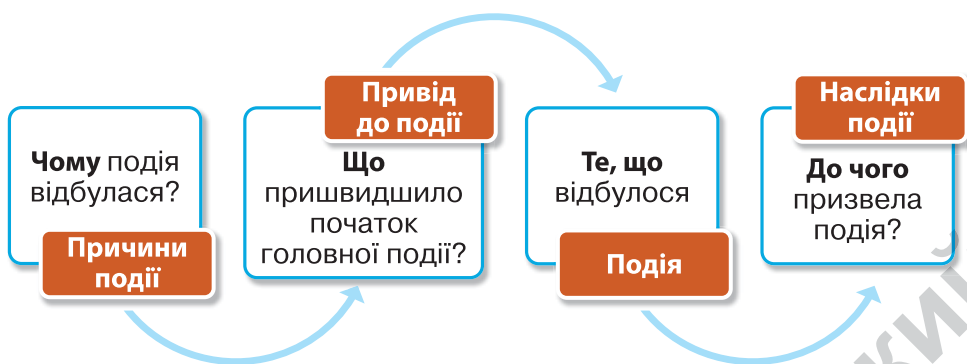 Чому подія
відбулася?
Причини
події
Привід
до події
Що
пришвидшило
початок
головної події?
Те, що
відбулося
Подія
Наслідки
події
До чого
призвела
подія?